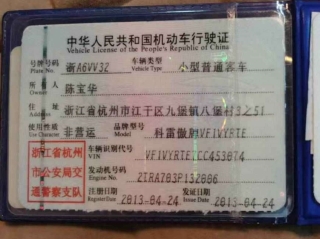 中华人民共和国机动车行驶证
Vehicle License of the People's Republic of China
号牌号码 浙A6VV32 车辆类型 小型普通客车
Plate No. Vehicle Type
所有人 陈宝华
Owner
住址 浙江省杭州市江干区九堡镇八堡
Address
使用性质 非营运 品牌型号 科雷傲牌VF1VYRTE
Use Character Model
浙江省杭州市公安局交通警察支队
车辆识别代号
VIN
发动机号码 2TRA703P132006
Engine No.
注册日期 2013-04-24 发证日期 2013-04-24
Register Date Issue Date